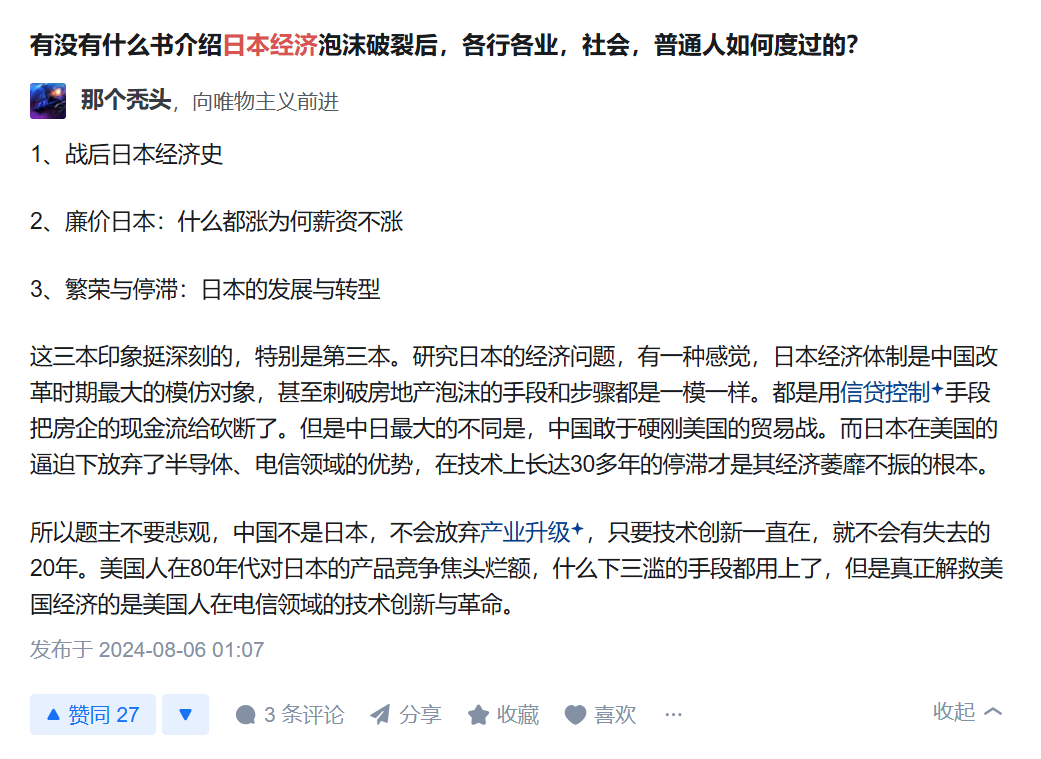 有没有什么书介绍日本经济泡沫破裂后，各行各业，社会，普通人如何度过的？
那个秃头，向唯物主义前进
1、战后日本经济史
2、廉价日本：什么都涨为何薪资不涨
3、繁荣与停滞：日本的发展与转型
这三本印象挺深刻的，特别是第三本。研究日本的经济问题，有一种感觉，日本经济体制是中国改
革时期最大的模仿对象，甚至刺破房地产泡沫的手段和步骤都是一模一样。都是用信贷控制手段
把房企的现金流给砍断了。但是中日最大的不同是，中国敢于硬刚美国的贸易战。而日本在美国的
逼迫下放弃了半导体、电信领域的优势，在技术上长达30多年的停滞才是其经济萎靡不振的根本。
所以题主不要悲观，中国不是日本，不会放弃产业升级，只要技术创新一直在，就不会有失去的
20年。美国人在80年代对日本的产品竞争焦头烂额，什么下三滥的手段都用上了，但是真正解救美
国经济的是美国人在电信领域的技术创新与革命。
发布于 2024-08-06 01:07
赞同 27 3 条评论 分享 收藏 喜欢 ··· 收起